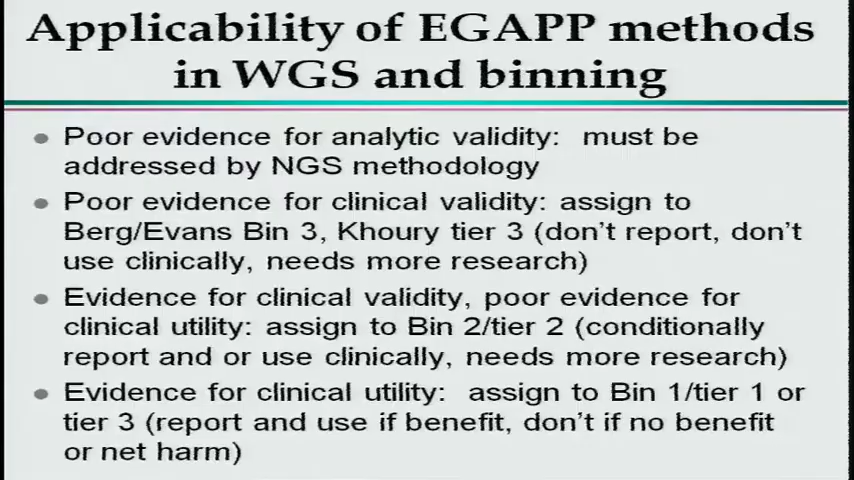 Applicability of EGAPP methods
in WGS and binning
Poor evidence for analytic validity: must be
addressed by NGS methodology
Poor evidence for clinical validity: assign to
Berg/Evans Bin 3, Khoury tier 3 (don't report, don't
use clinically, needs more research)
Evidence for clinical validity, poor evidence for
clinical utility: assign to Bin 2/tier 2 (conditionally
report and or use clinically, needs more research)
Evidence for clinical utility: assign to Bin 1/tier 1 or
tier 3 (report and use if benefit, don't if no benefit
or net harm)